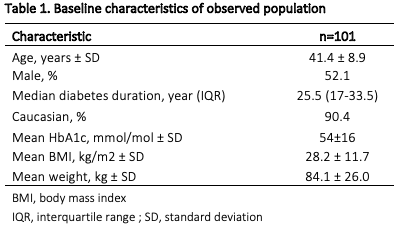 Table 1. Baseline characteristics of observed population
Characteristic n=101
Age, years ± SD 41.4 ± 8.9
Male, % 52.1
Median diabetes duration, year (IQR) 25.5 (17-33.5)
Caucasian, % 90.4
Mean HbA1c, mmol/mol ± SD 54±16
Mean BMI, kg/m2 ± SD 28.2 ± 11.7
Mean weight, kg ± SD 84.1 ± 26.0
BMI, body mass index
IQR, interquartile range ; SD, standard deviation